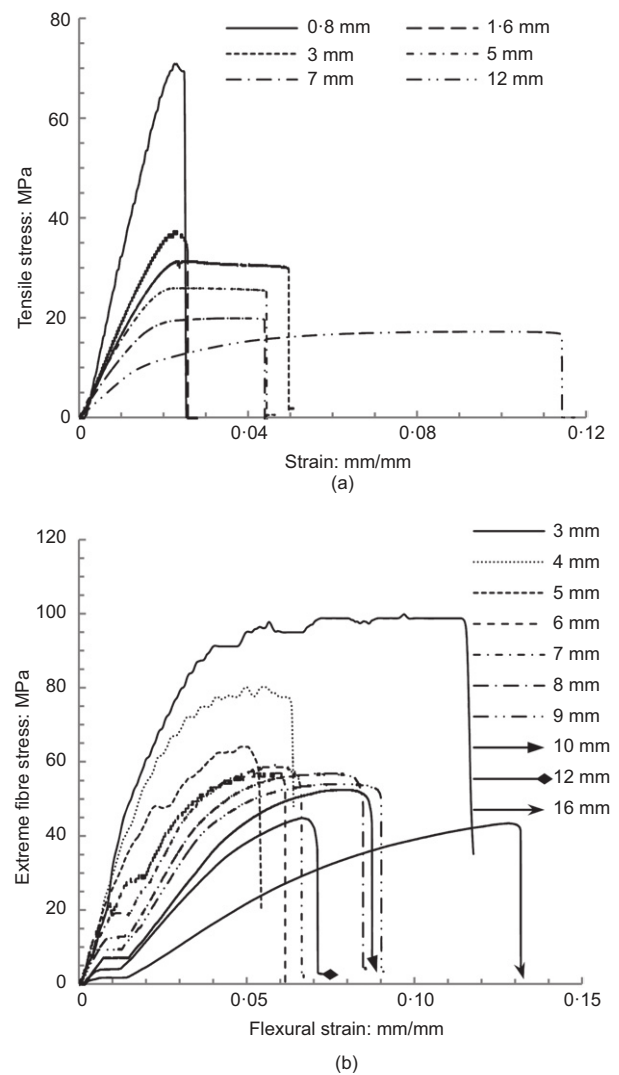 80
60
40
20
0
Tensile stress: MPa
0·8 mm
1·6 mm
3 mm
5 mm
7 mm
12 mm
0
0·04
0·08
0·12
Strain: mm/mm
(a)
120
100
80
60
40
20
0
Extreme fibre stress: MPa
3 mm
4 mm
5 mm
6 mm
7 mm
8 mm
9 mm
10 mm
12 mm
16 mm
0
0·05
0·10
0·15
Flexural strain: mm/mm
(b)